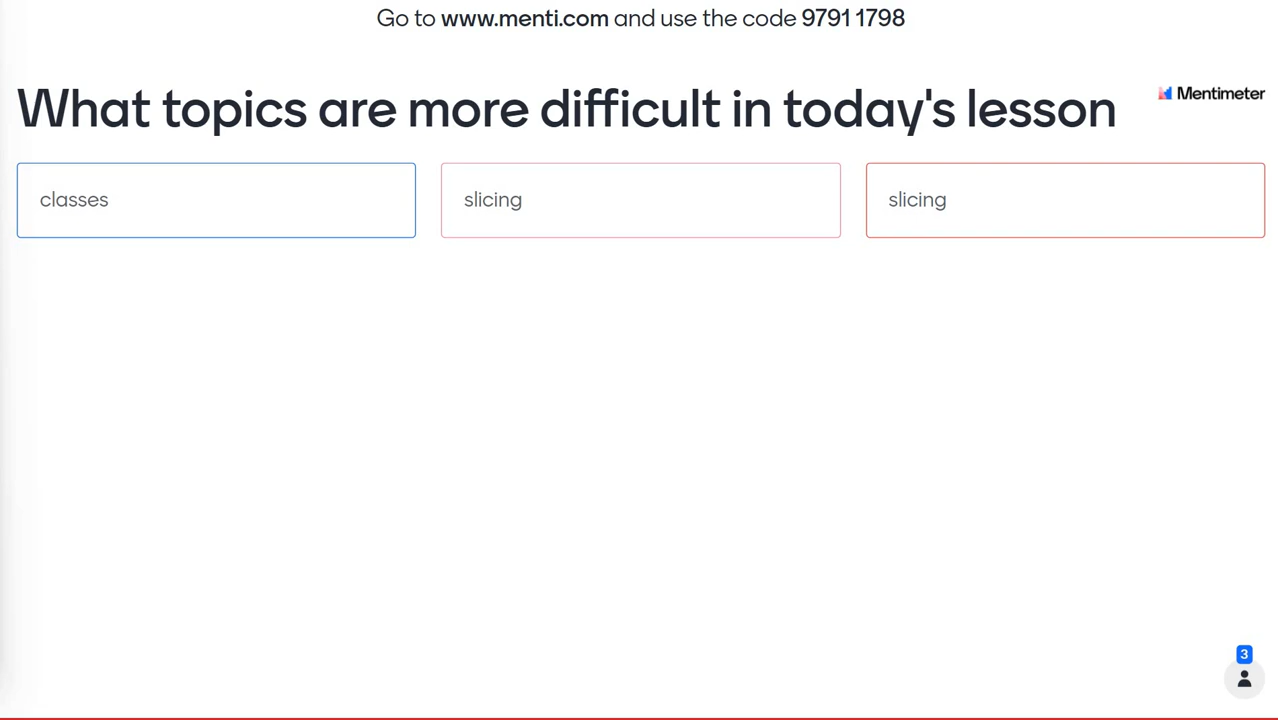 Go to www.menti.com and use the code 9791 1798
What topics are more difficult in today's lesson
Mentimeter
classes
slicing
slicing
3